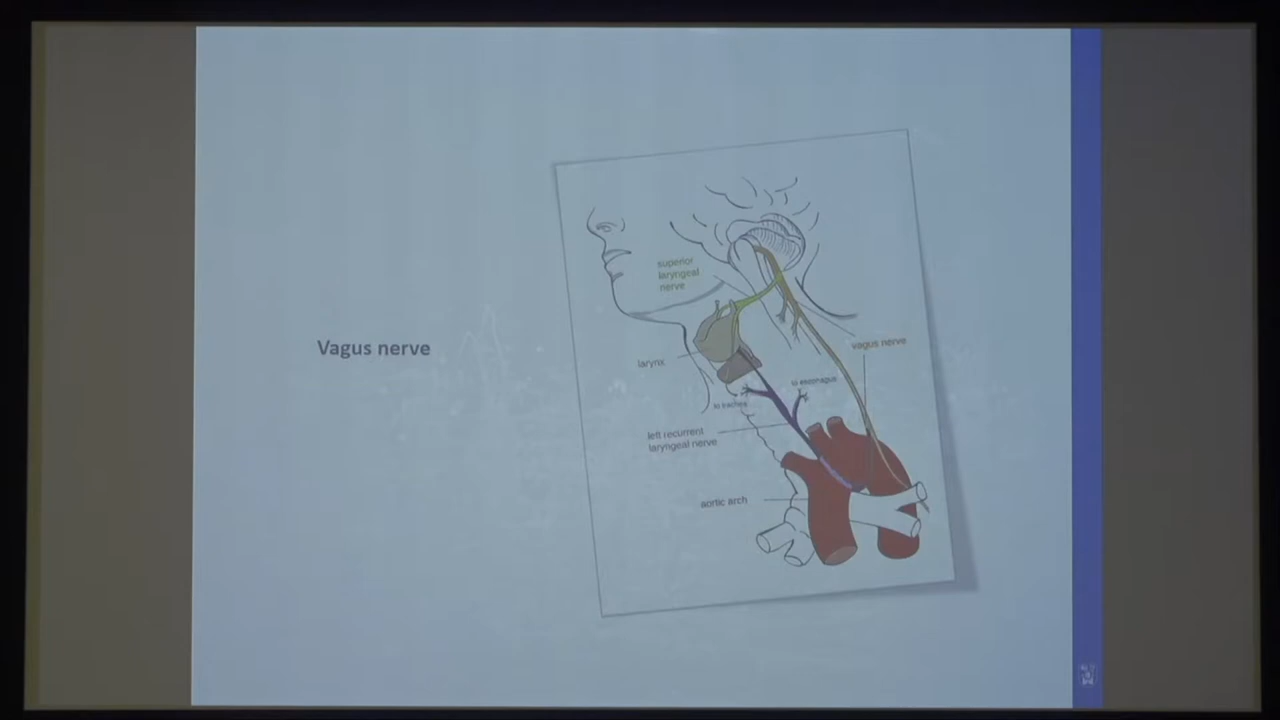 Vagus nerve
superior
laryngeal
nerve
vagus nerve
larynx
to esophagus
to trachea
left recurrent
laryngeal nerve
aortic arch